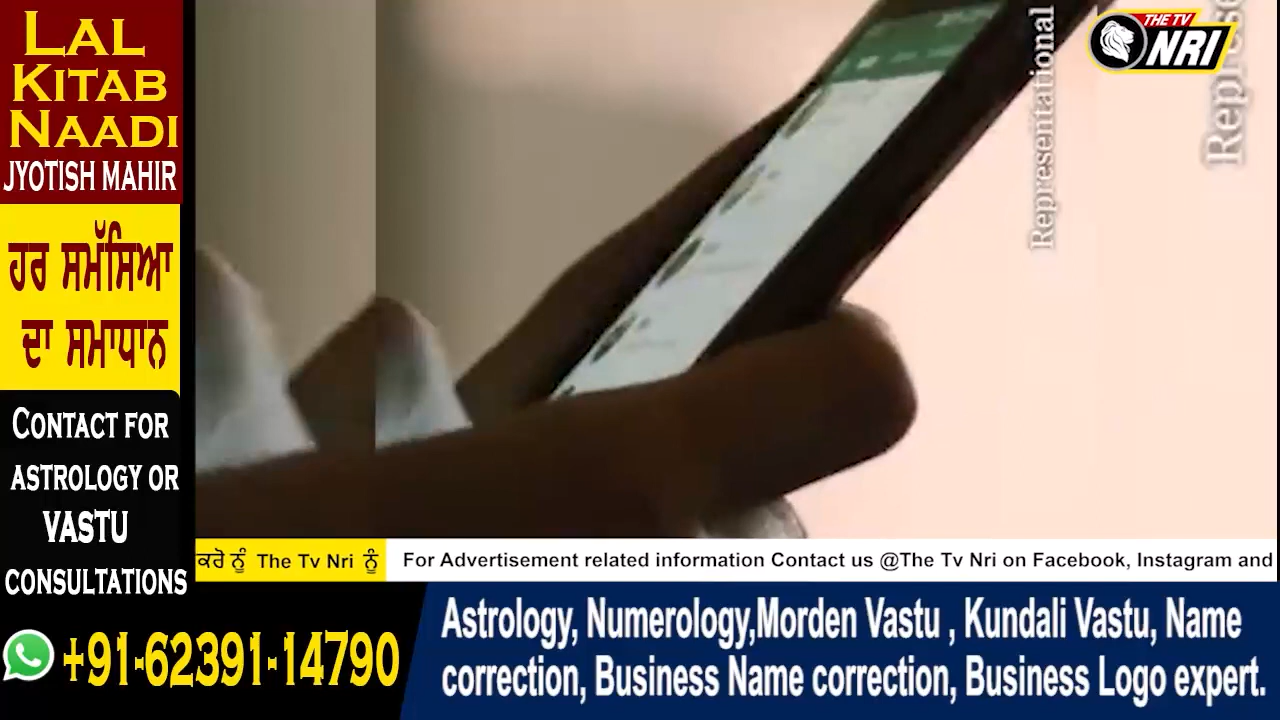 LAL
KITAB
NAADI
JYOTISH MAHIR
ਹਰ ਸਮੱਸਿਆ
ਦਾ ਸਮਾਧਾਨ
CONTACT FOR
ASTROLOGY OR
VASTU
CONSULTATIONS
+91-62391-14790
Representational
Repres
THE TV
NRI
ਕਰੋ ਨੂੰ The Tv Nri ਨੂੰ
For Advertisement related information Contact us @The Tv Nri on Facebook, Instagram and
Astrology, Numerology,Morden Vastu , Kundali Vastu, Name
correction, Business Name correction, Business Logo expert.